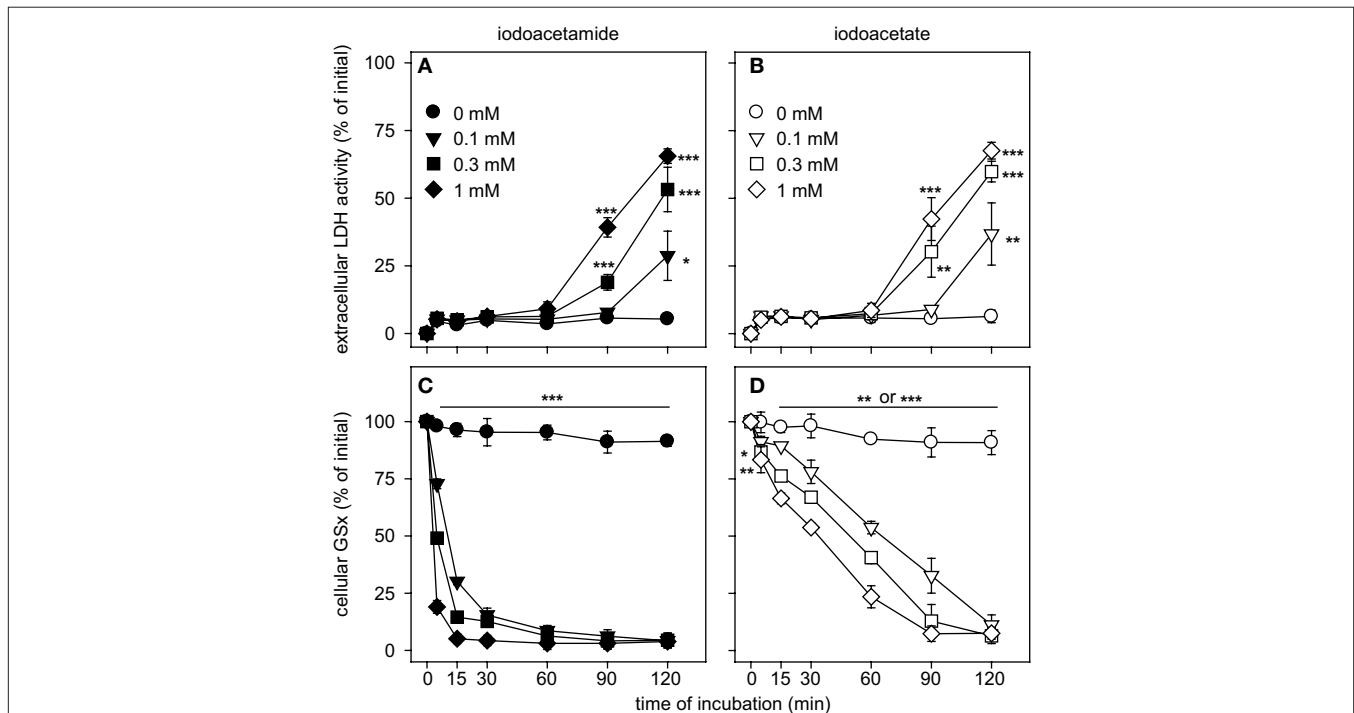 iodoacetamide
iodoacetate
extracellular LDH activity (% of initial)
100
75
50
25
0
A
0 mM
0.1 mM
0.3 mM
1 mM
***
***
***
***
*
B
0 mM
0.1 mM
0.3 mM
1 mM
***
***
***
**
**
cellular GSx (% of initial)
100
75
50
25
0
C
***
D
** or ***
*
**
0 15 30 60 90 120
0 15 30 60 90 120
time of incubation (min)